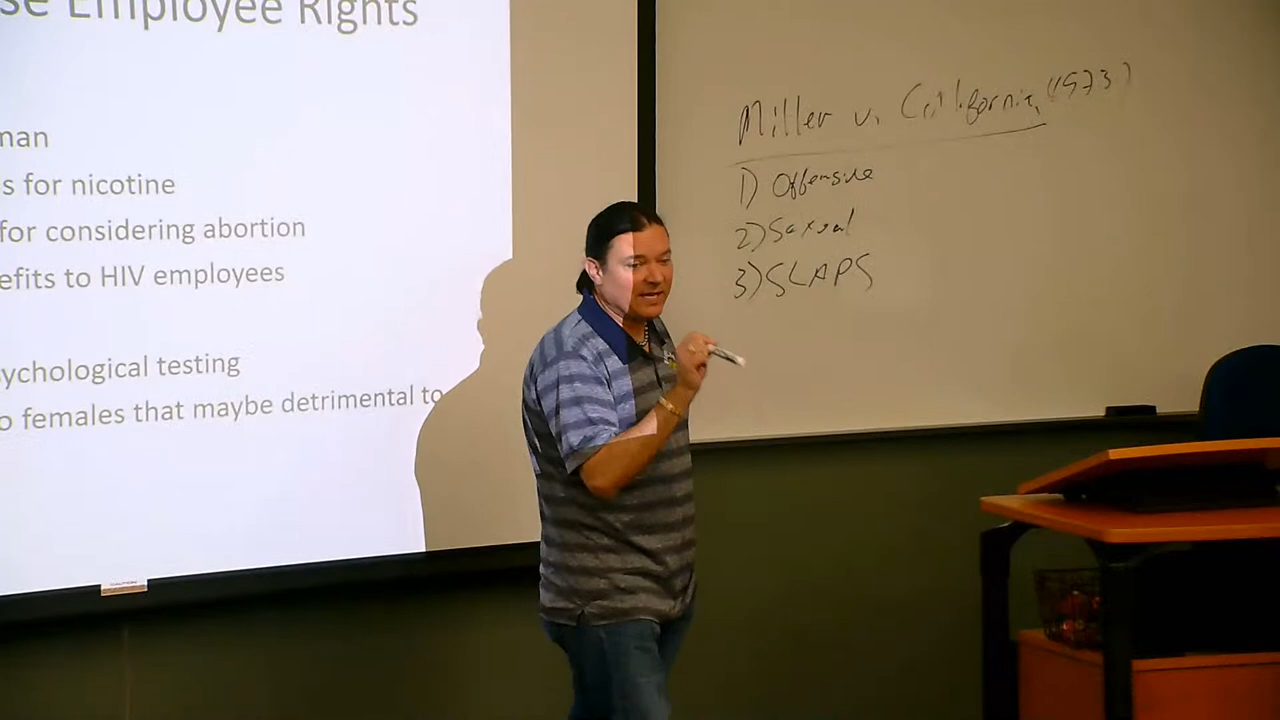 se Employee Rights
man
s for nicotine
for considering abortion
efits to HIV employees
ychological testing
o females that maybe detrimental to
Miller v. California, (1973)
1) Offensive
2) Sexual
3) SLAPS